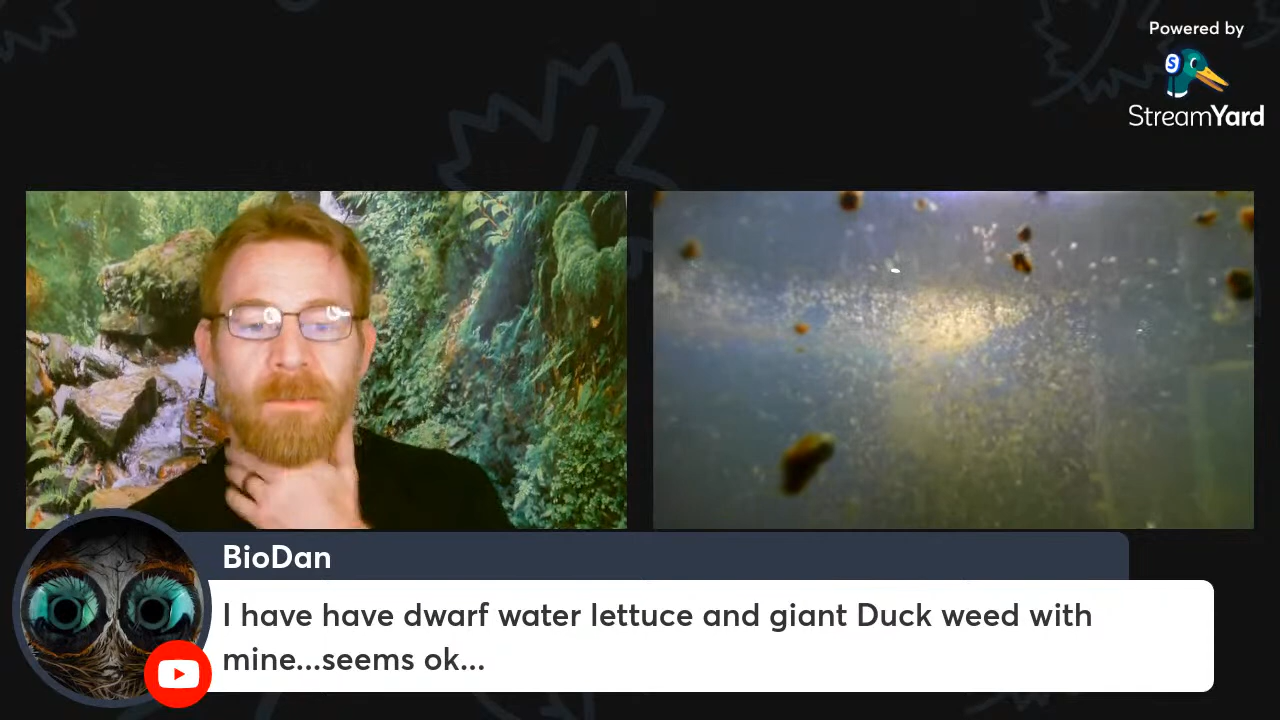 Powered by
StreamYard
BioDan
I have have dwarf water lettuce and giant Duck weed with
mine...seems ok...